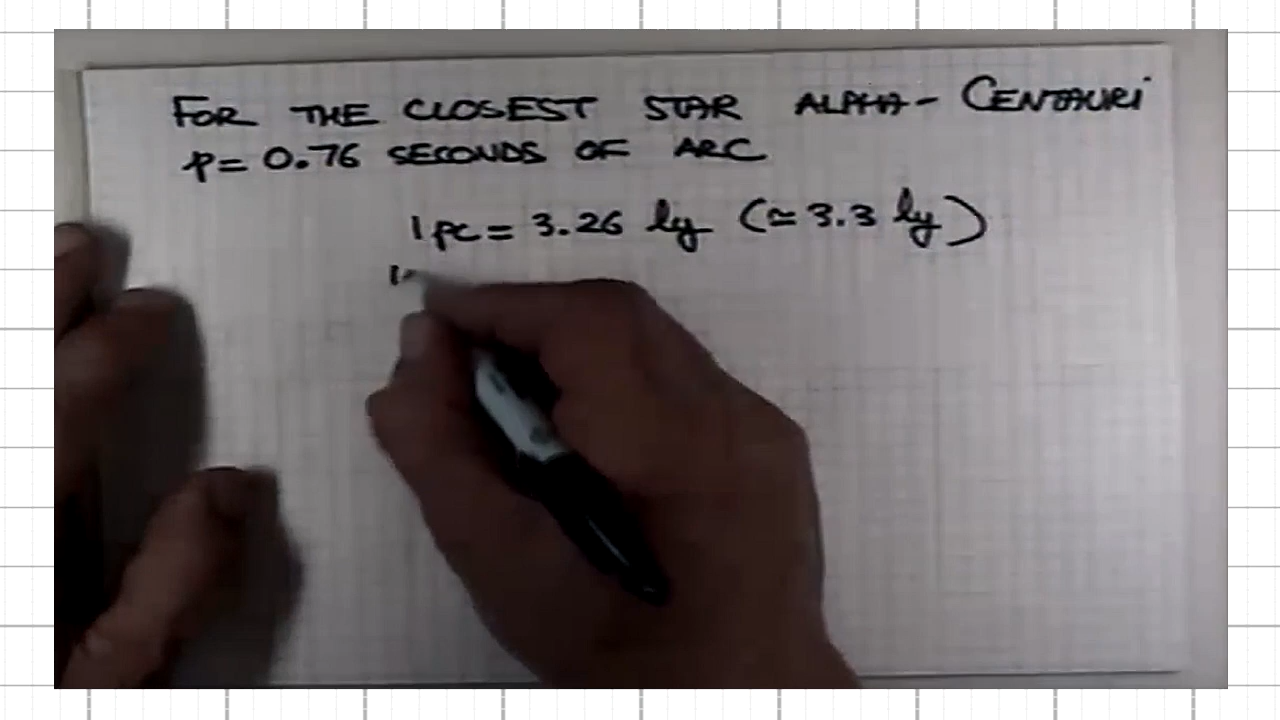 FOR THE CLOSEST STAR ALPHA-CENTAURI
p = 0.76 SECONDS OF ARC
1 pc = 3.26 ly (≃ 3.3 ly)